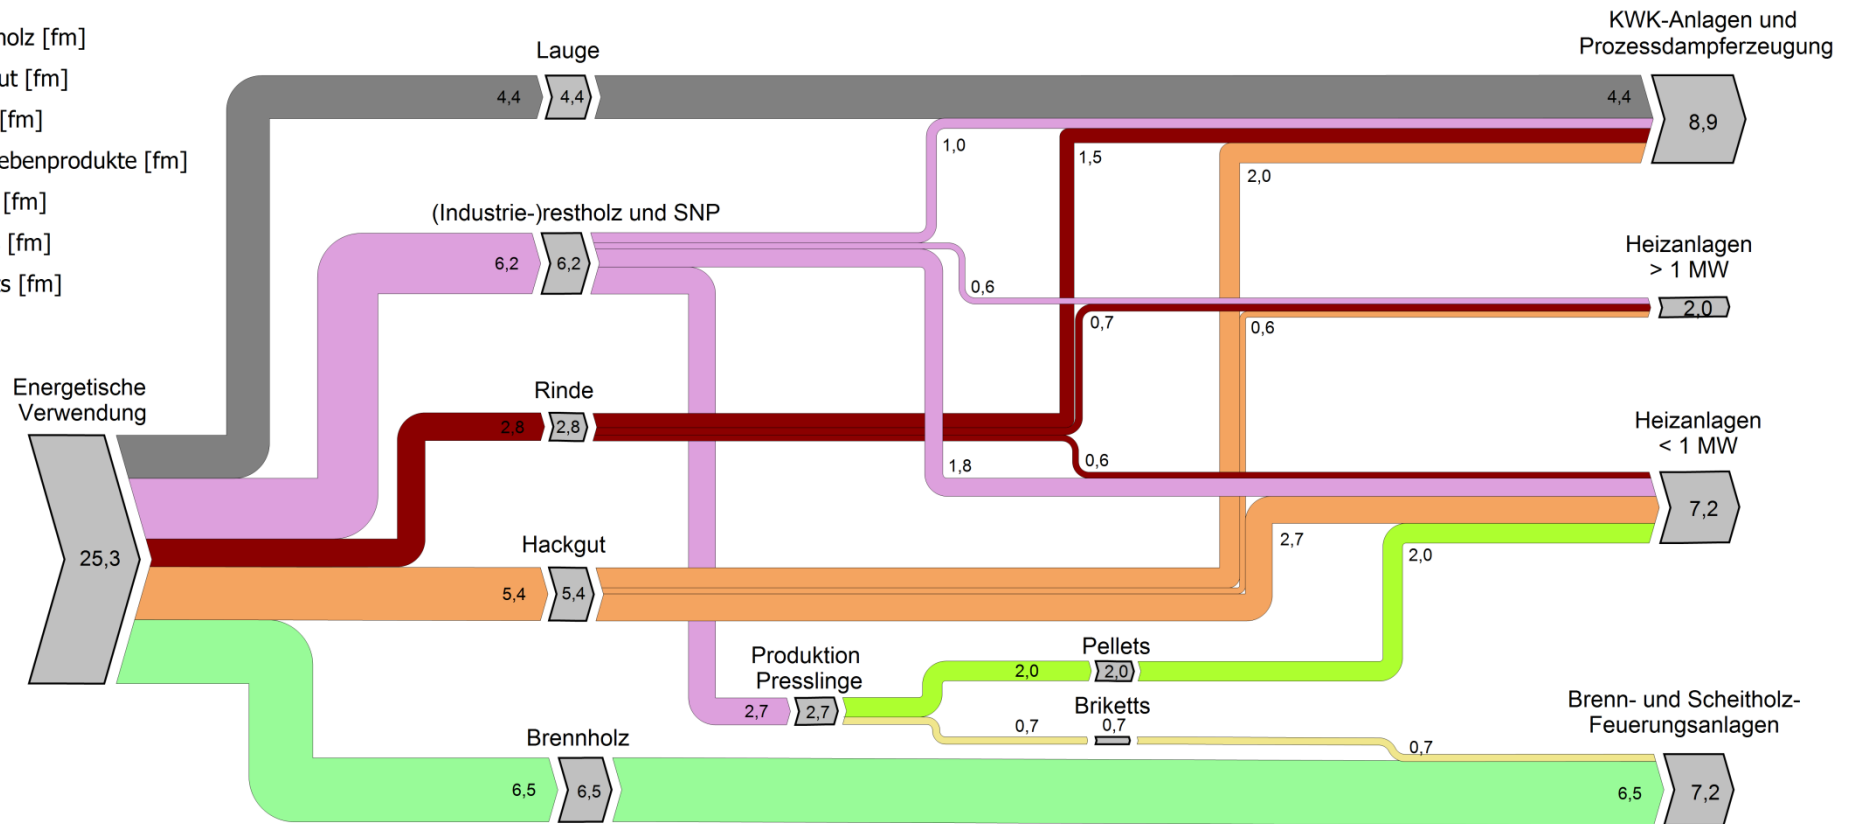 [fm]
[fm]
[fm]
[fm]
[fm]
[fm]
[fm]
Energetische
Verwendung
25,3
Lauge
4,4
4,4
4,4
(Industrie-)restholz und SNP
6,2
6,2
1,0
0,6
1,8
Rinde
2,8
2,8
1,5
0,7
0,6
Hackgut
5,4
5,4
2,0
0,6
2,7
Produktion
Presslinge
2,7
2,7
Pellets
2,0
2,0
2,0
Briketts
0,7
0,7
0,7
Brennholz
6,5
6,5
6,5
KWK-Anlagen und
Prozessdampferzeugung
8,9
Heizanlagen
> 1 MW
2,0
Heizanlagen
< 1 MW
7,2
Brenn- und Scheitholz-
Feuerungsanlagen
7,2